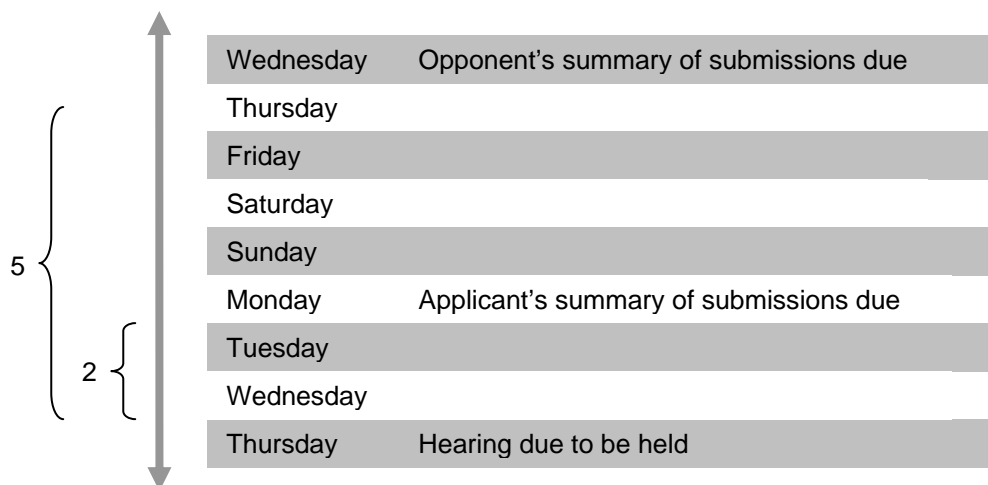 Wednesday Opponent’s summary of submissions due
Thursday
Friday
Saturday
Sunday
5
Monday Applicant’s summary of submissions due
Tuesday
2
Wednesday
Thursday Hearing due to be held